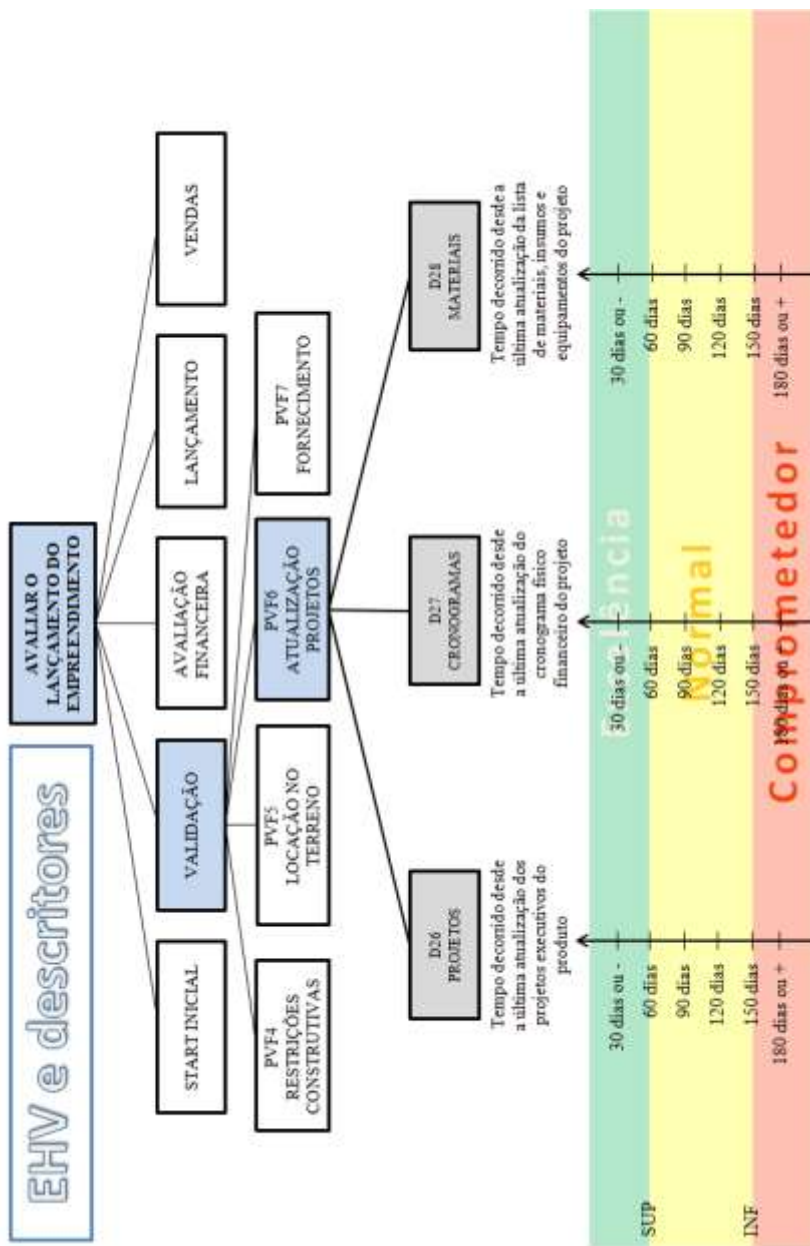 EHV e descritores
AVALIAR O
LANÇAMENTO DO
EMPREENDIMENTO
START INICIAL
VALIDAÇÃO
AVALIAÇÃO
FINANCEIRA
LANÇAMENTO
VENDAS
PVF4
RESTRIÇÕES
CONSTRUTIVAS
PVF5
LOCAÇÃO NO
TERRENO
PVF6
ATUALIZAÇÃO
PROJETOS
PVF7
FORNECIMENTO
D26
PROJETOS
Tempo decorrido desde
a última atualização dos
projetos executivos do
produto
D27
CRONOGRAMAS
Tempo decorrido desde
a última atualização do
cronograma físico
financeiro do projeto
D28
MATERIAIS
Tempo decorrido desde a
última atualização da lista
de materiais, insumos e
equipamentos do projeto
30 dias ou -
60 dias
90 dias
120 dias
150 dias
180 dias ou +
30 dias ou -
60 dias
90 dias
120 dias
150 dias
180 dias ou +
30 dias ou -
60 dias
90 dias
120 dias
150 dias
180 dias ou +
SUP
INF
Normal
Comprometedor